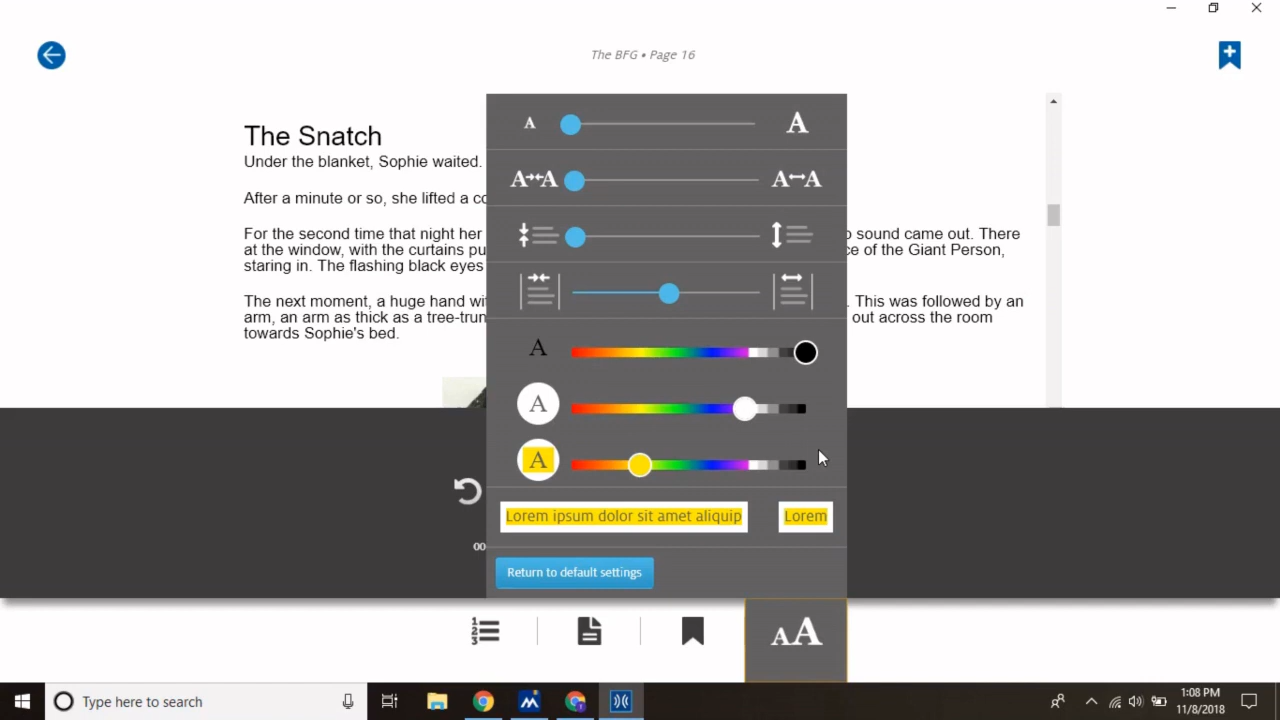 The BFG • Page 16
The Snatch
Under the blanket, Sophie waited.
After a minute or so, she lifted a co
For the second time that night her
o sound came out. There
at the window, with the curtains pu
ce of the Giant Person,
staring in. The flashing black eyes
The next moment, a huge hand wi
. This was followed by an
arm, an arm as thick as a tree-trun
out across the room
towards Sophie's bed.
A A
A A A A
A
A
A
Lorem ipsum dolor sit amet aliquip Lorem
00
Return to default settings
1
2
3
AA
Type here to search
1:08 PM
11/8/2018